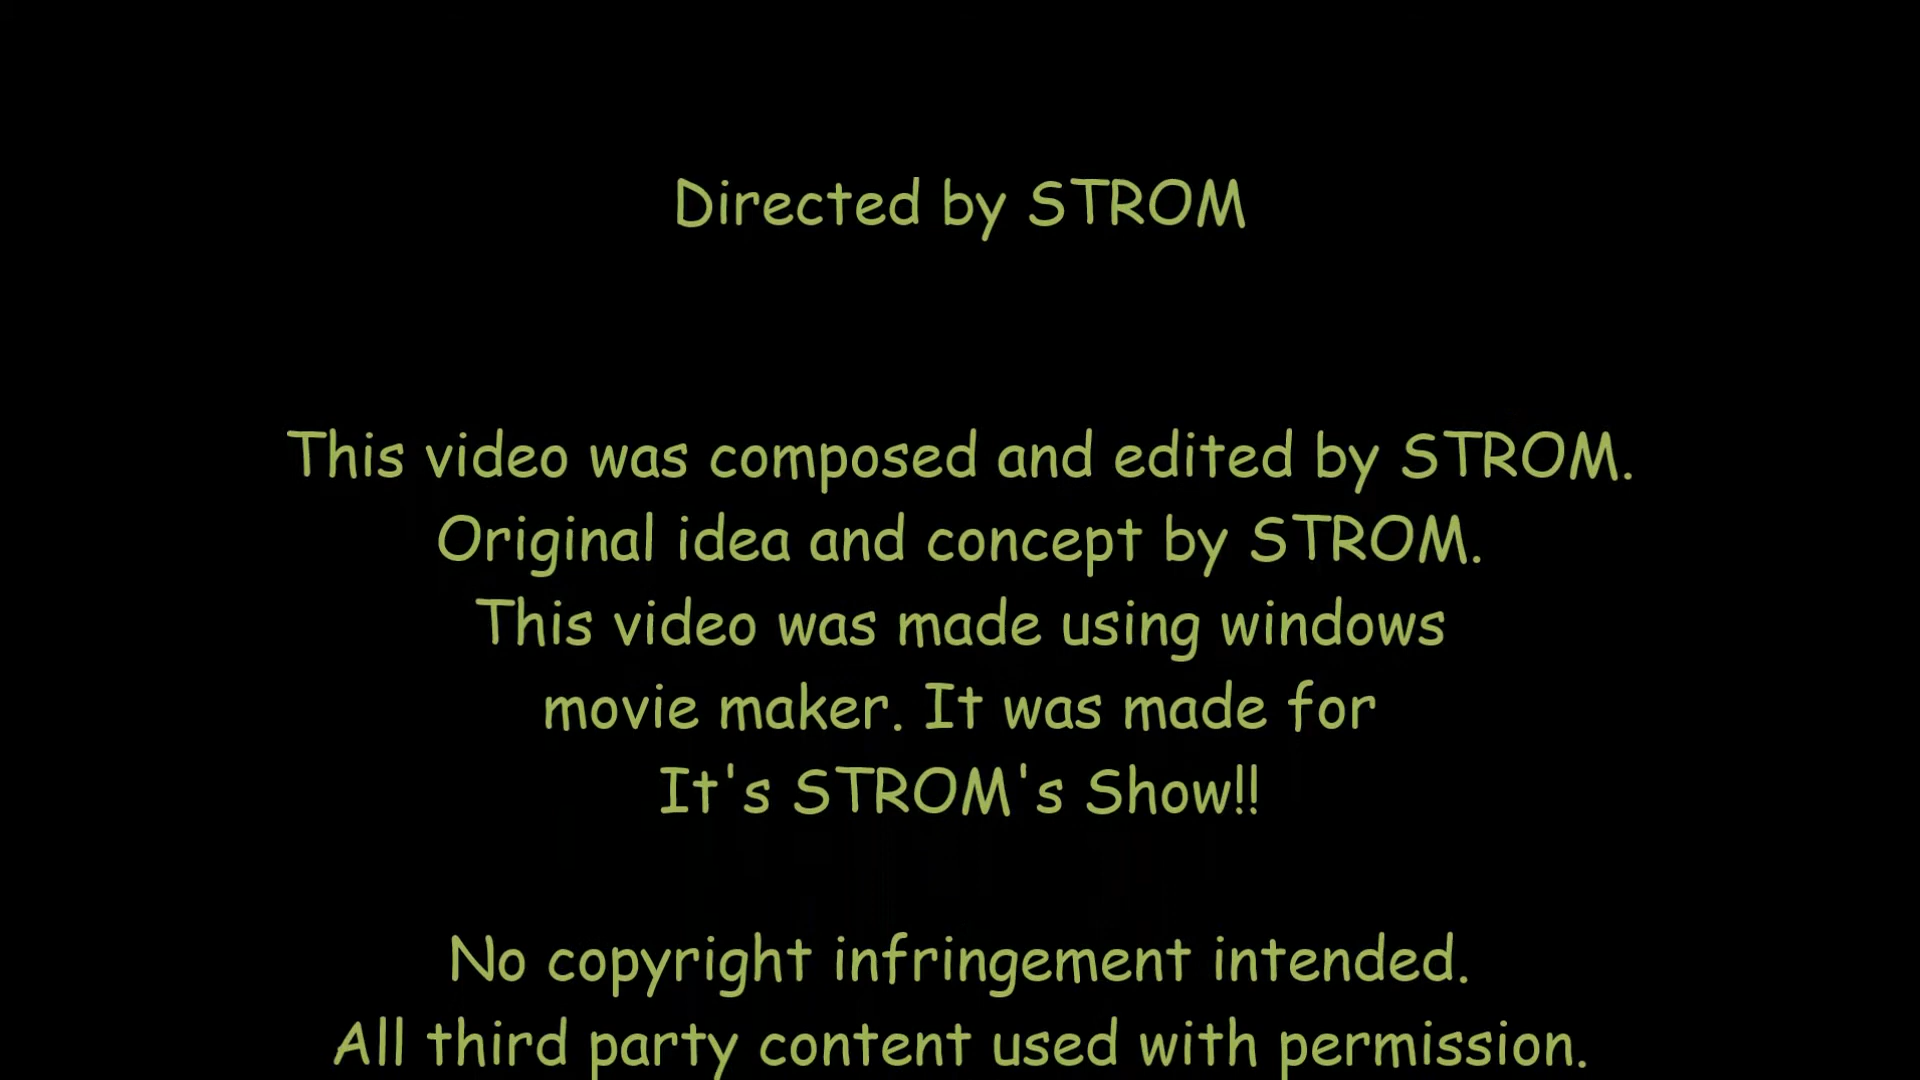 Directed by STROM
This video was composed and edited by STROM.
Original idea and concept by STROM.
This video was made using windows
movie maker. It was made for
It's STROM's Show!!
No copyright infringement intended.
All third party content used with permission.